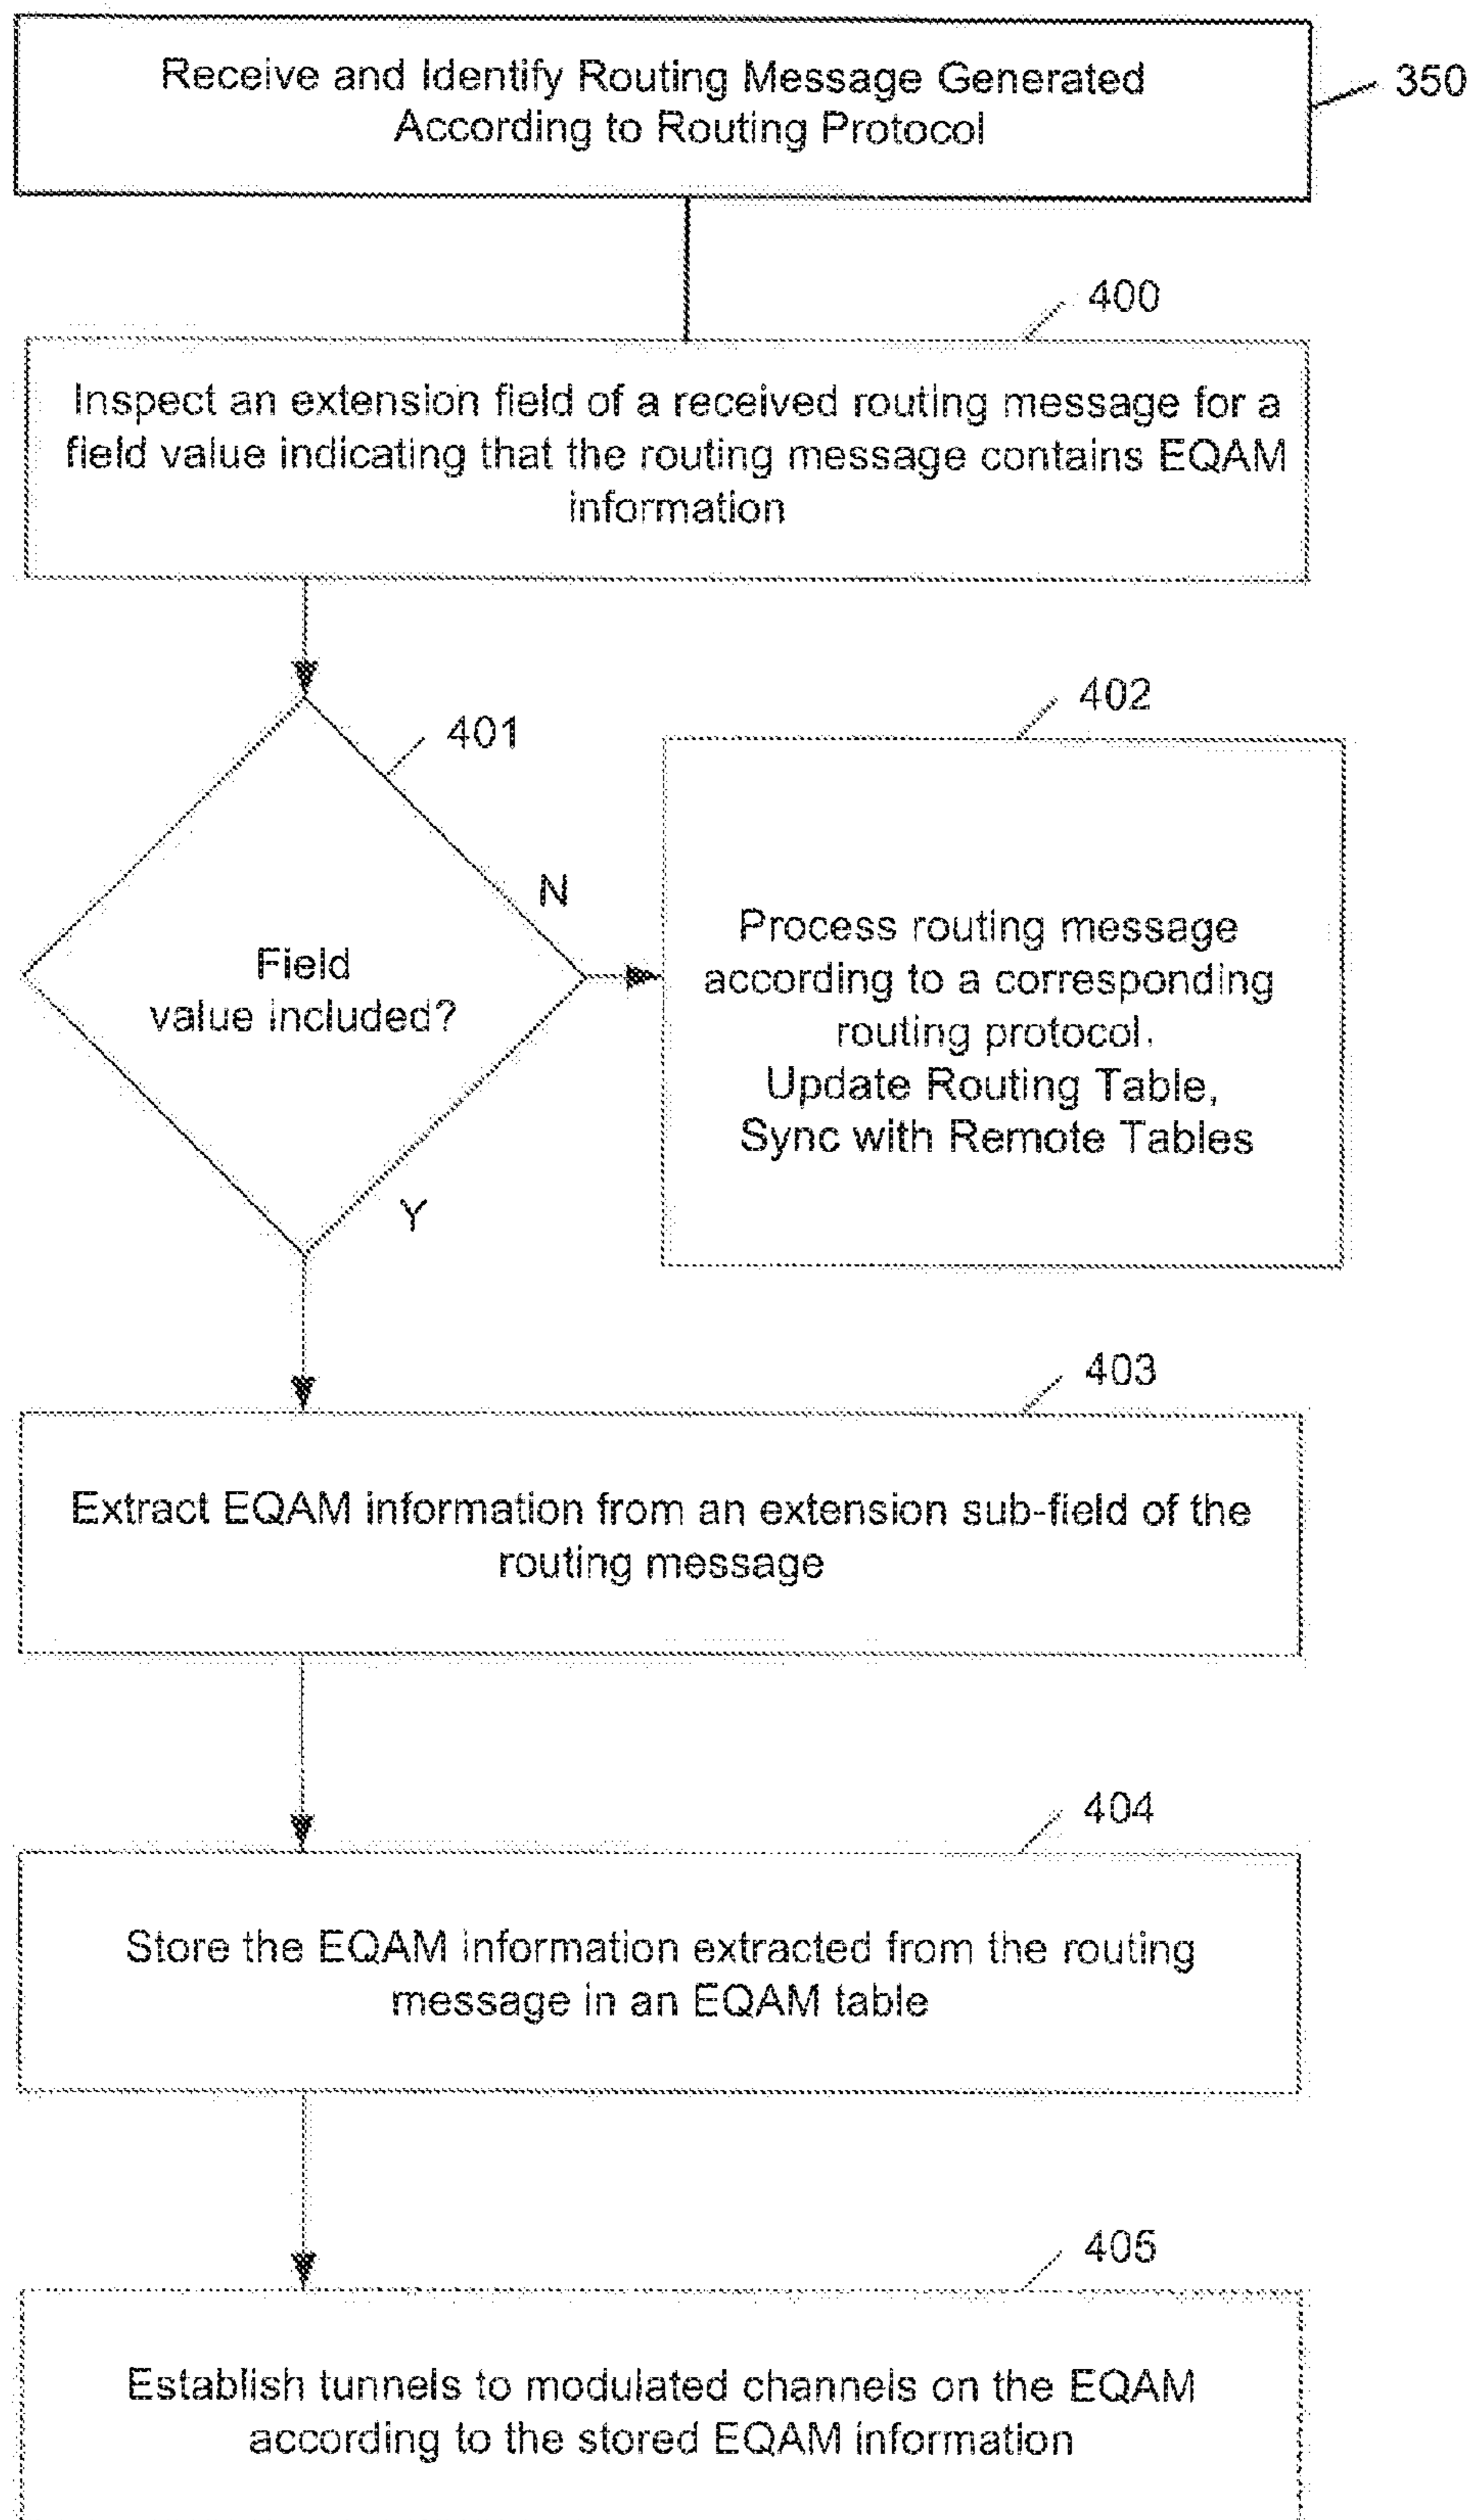 Receive and Identify Routing Message Generated
According to Routing Protocol
350
400
Inspect an extension field of a received routing message for a
field value indicating that the routing message contains EQAM
information
401
402
N
Field
value included?
Process routing message
according to a corresponding
routing protocol.
Update Routing Table,
Sync with Remote Tables
Y
403
Extract EQAM information from an extension sub-field of the
routing message
404
Store the EQAM information extracted from the routing
message in an EQAM table
405
Establish tunnels to modulated channels on the EQAM
according to the stored EQAM information